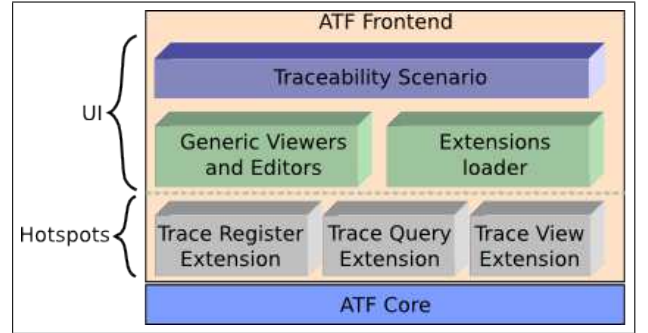 ATF Frontend
Traceability Scenario
UI
Generic Viewers
and Editors
Extensions
loader
Hotspots
Trace Register
Extension
Trace Query
Extension
Trace View
Extension
ATF Core